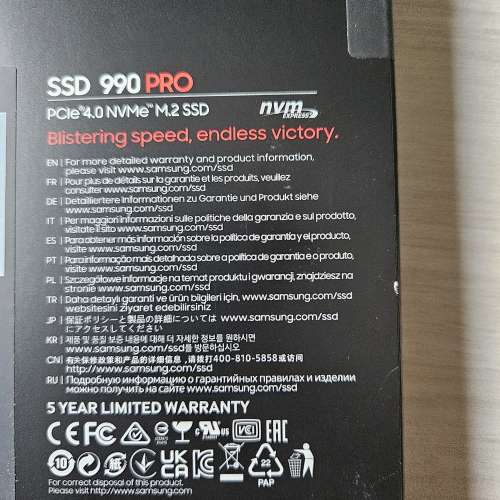 SSD 990 PRO
PCIe® 4.0 NVMe™ M.2 SSD
nvm
EXPRESS
Blistering speed, endless victory.
EN For more detailed warranty and product information,
please visit www.samsung.com/ssd
FR Pour plus de détails sur la garantie et les produits, veuillez
consulter www.samsung.com/ssd
DE Detailliertere Informationen zu Garantie und Produkt siehe
www.samsung.com/ssd
IT Per maggiori informazioni sulle politiche della garanzia e sul prodotto,
visitate il sito www.samsung.com/ssd
ES Para obtener más información sobre la política de garantía y el producto,
visite www.samsung.com/ssd
PT Para informação mais detalhada sobre a política de garantia e o produto,
visite www.samsung.com/ssd
PL Szczegółowe informacje na temat produktu i gwarancji, znajdziesz na
stronie www.samsung.com/ssd
TR Daha detaylı garanti ve ürün bilgileri için, www.samsung.com/ssd
websitesini ziyaret edebilirsiniz
JP 保証ポリシーと製品の詳細については www.samsung.com/ssd
にアクセスしてください
KR 제품 및 품질 보증 내용에 대해 더 자세한 정보를 원하시면
www.samsung.com/ssd를 방문하십시오
CN 有关保修政策和产品的详细信息，请拨打400-810-5858或访问
http://www.samsung.com/ssd
RU Подробную информацию о гарантийных правилах и изделии
можно получить на сайте www.samsung.com/ssd
5 YEAR LIMITED WARRANTY
CE FC US VCI EAC
10 UK CA 21 PAP
Correct disposal of this product.
Please visit www.samsung.com/ssd